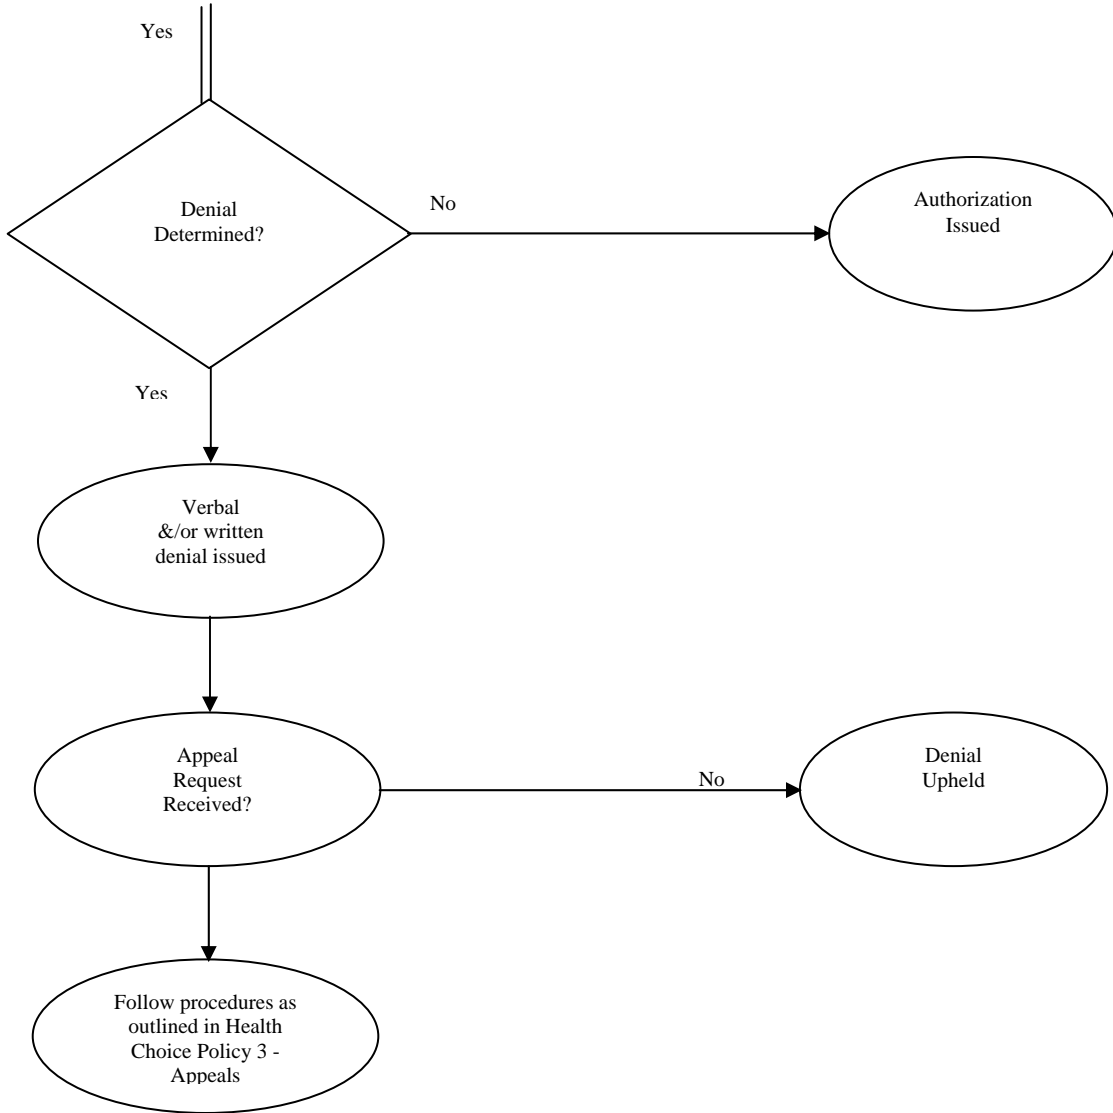 Yes
Denial
Determined?
No
Authorization
Issued
Yes
Verbal
&/or written
denial issued
Appeal
Request
Received?
No
Denial
Upheld
Follow procedures as
outlined in Health
Choice Policy 3 -
Appeals